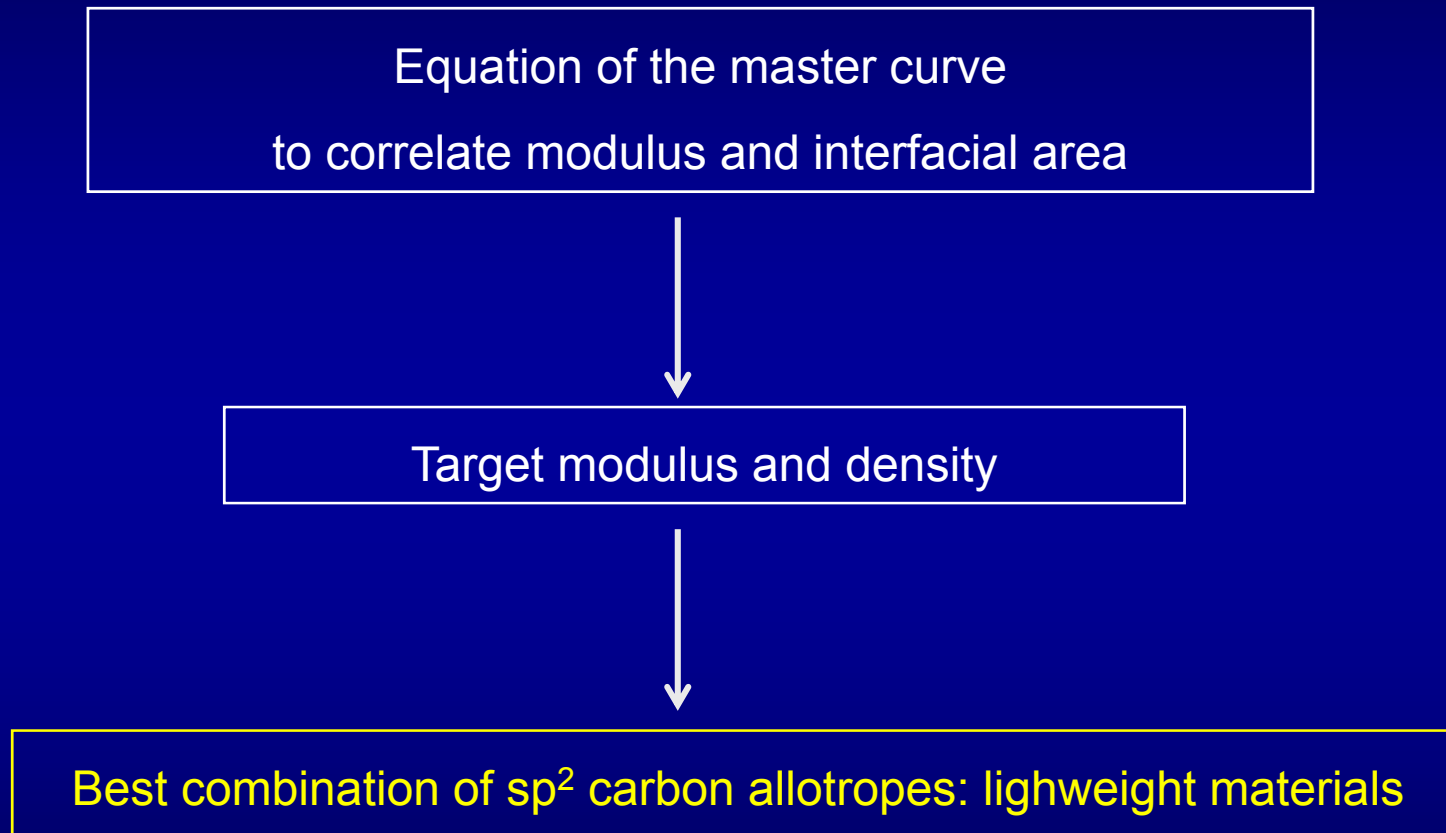 Equation of the master curve
to correlate modulus and interfacial area
Target modulus and density
Best combination of sp² carbon allotropes: lighweight materials